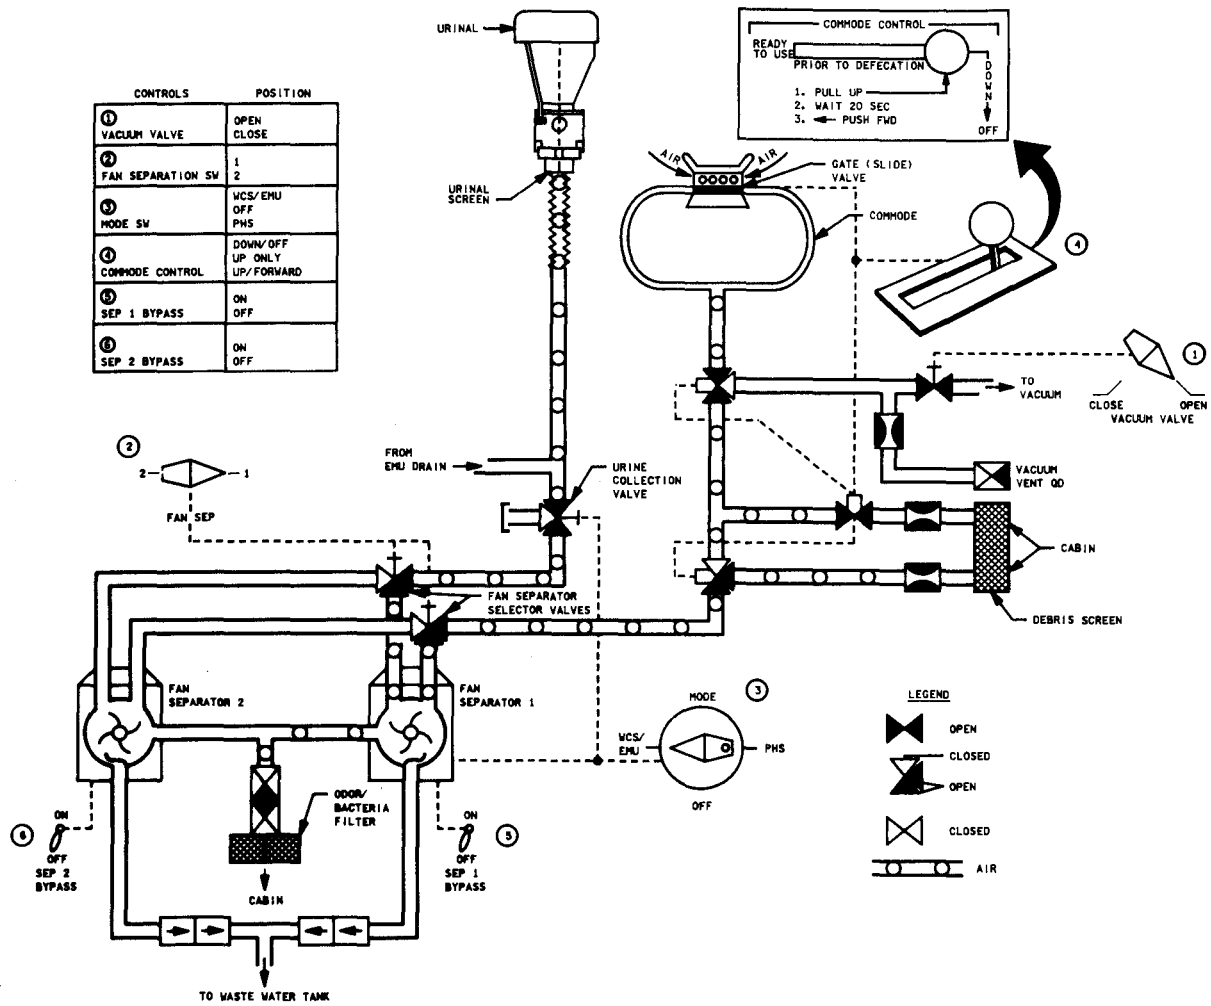 URINAL
COMMODE CONTROL
READY
TO USE
PRIOR TO DEFECATION
1. PULL UP
2. WAIT 20 SEC
3. PUSH FWD
DOWN
OFF
CONTROLS POSITION
① VACUUM VALVE OPEN
CLOSE
② FAN SEPARATION SW 1
2
③ MODE SW WCS/EMU
OFF
PHS
④ COMMODE CONTROL DOWN/OFF
UP ONLY
UP/FORWARD
⑤ SEP 1 BYPASS ON
OFF
⑥ SEP 2 BYPASS ON
OFF
URINAL
SCREEN
AIR
AIR
GATE (SLIDE)
VALVE
COMMODE
④
①
CLOSE OPEN
VACUUM VALVE
TO
VACUUM
VACUUM
VENT QD
FROM
EMU DRAIN
URINE
COLLECTION
VALVE
②
2 1
FAN SEP
CABIN
DEBRIS SCREEN
FAN SEPARATOR
SELECTOR VALVES
FAN
SEPARATOR 2
FAN
SEPARATOR 1
MODE
③
WCS/
EMU
PHS
OFF
LEGEND
OPEN
CLOSED
OPEN
CLOSED
AIR
ODOR/
BACTERIA
FILTER
CABIN
⑥
ON
OFF
SEP 2
BYPASS
ON
OFF
SEP 1
BYPASS
⑤
TO WASTE WATER TANK